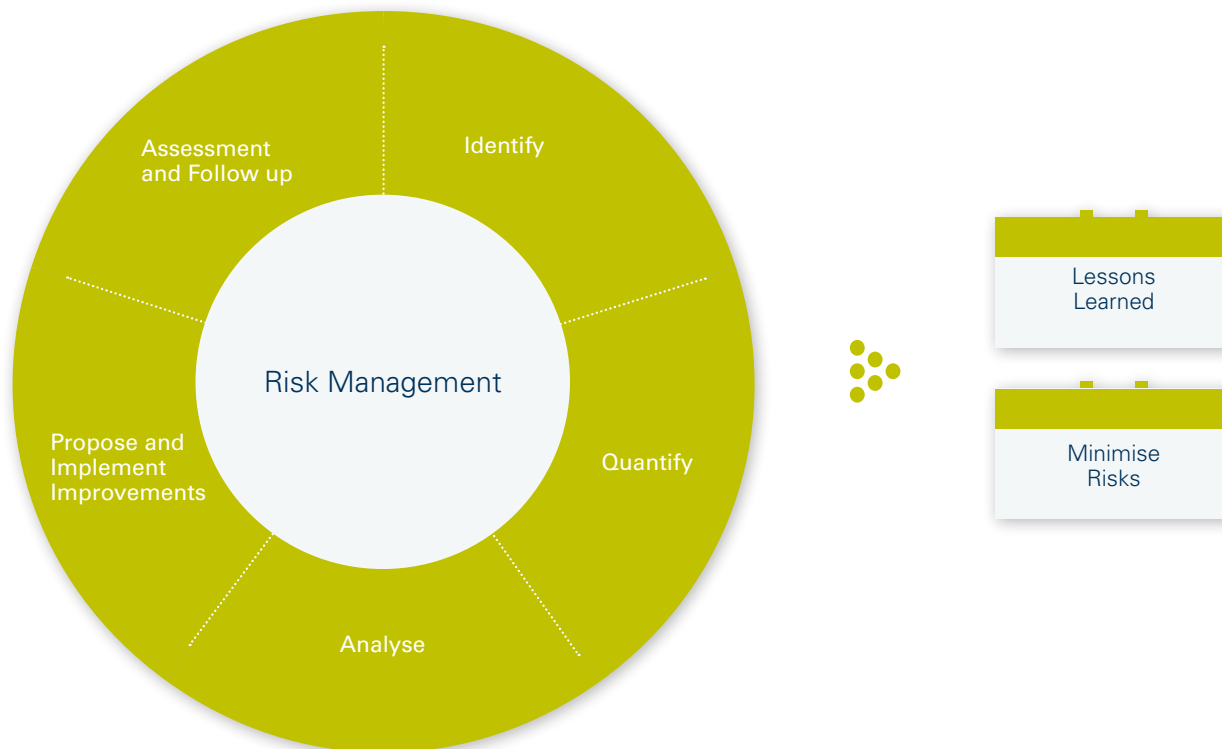 Assessment
and Follow up
Identify
Risk Management
Propose and
Implement
Improvements
Quantify
Analyse
Lessons
Learned
Minimise
Risks